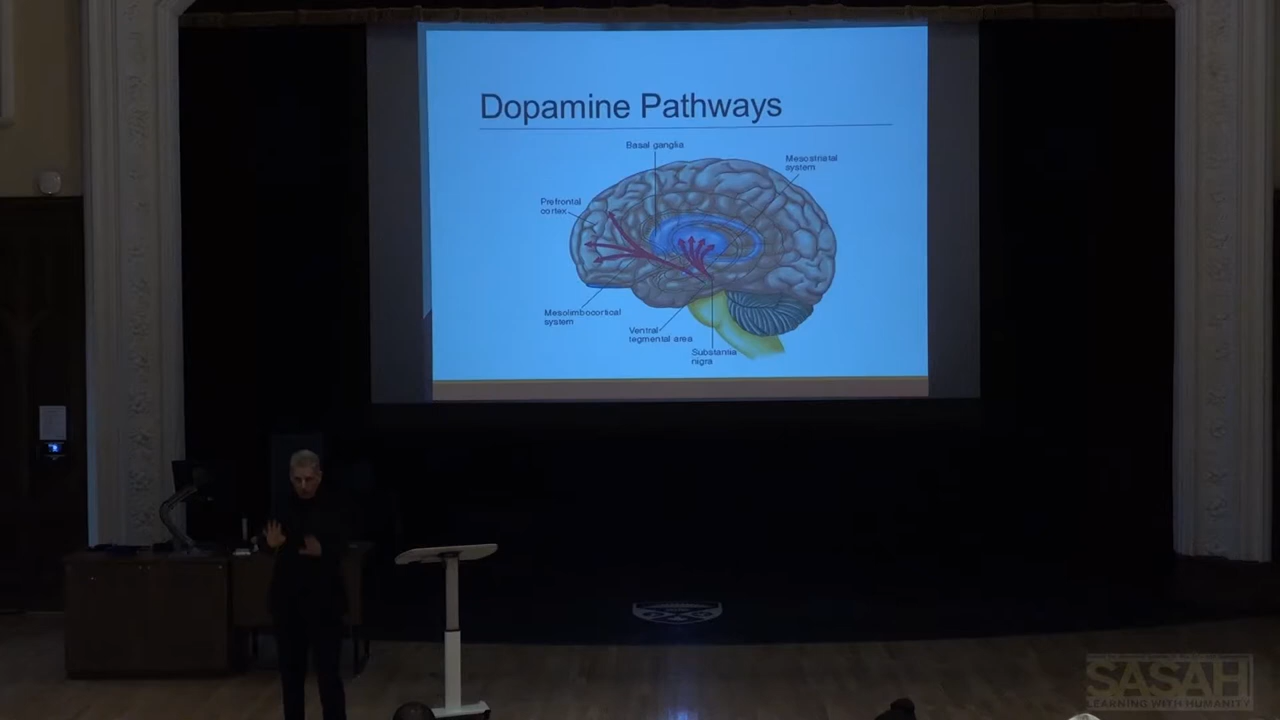 Dopamine Pathways
Basal ganglia
Mesostriatal
system
Prefrontal
cortex
Mesolimbocortical
system
Ventral
tegmental area
Substantia
nigra
SASAH
LEARNING WITH HUMANITY